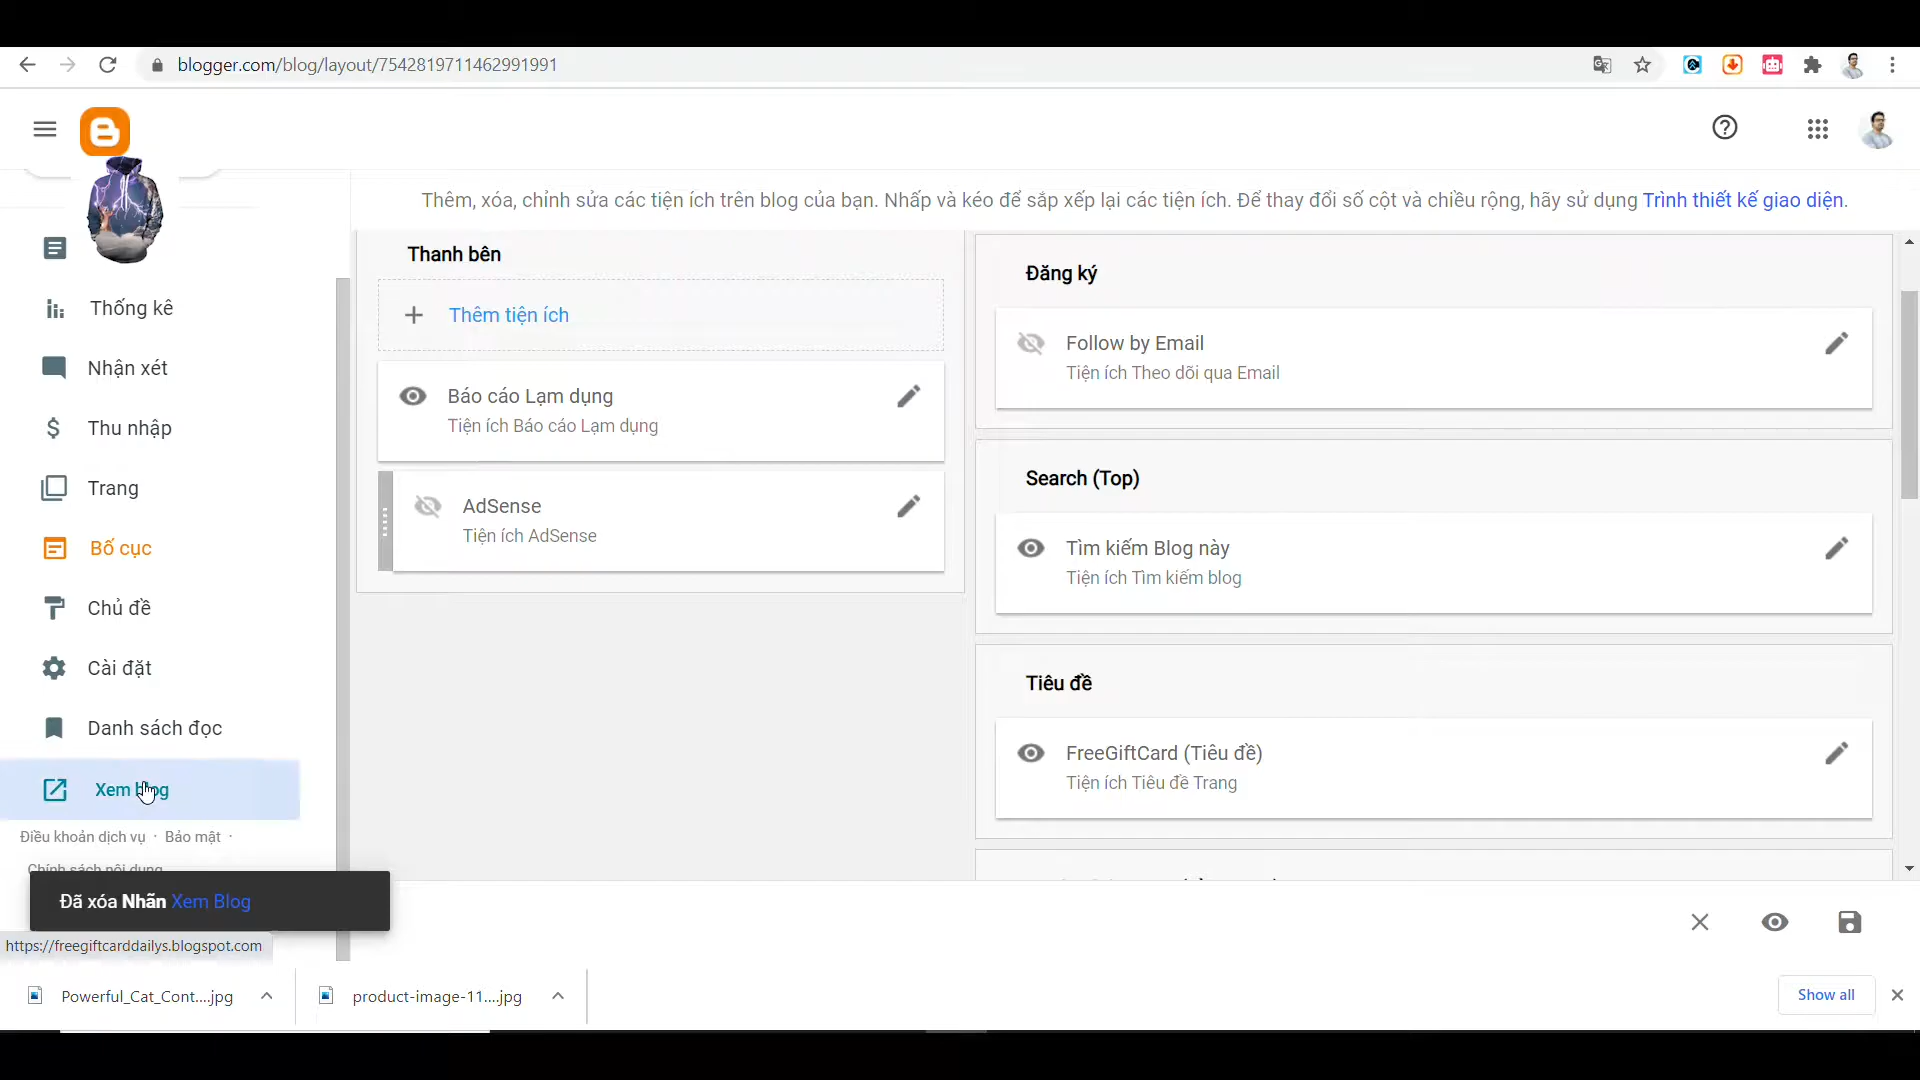 blogger.com/blog/layout/7542819711462991991
Thêm, xóa, chỉnh sửa các tiện ích trên blog của bạn. Nhấp và kéo để sắp xếp lại các tiện ích. Để thay đổi số cột và chiều rộng, hãy sử dụng Trình thiết kế giao diện.
Thống kê
Nhận xét
Thu nhập
Trang
Bố cục
Chủ đề
Cài đặt
Danh sách đọc
Xem blog
Điều khoản dịch vụ · Bảo mật ·
Chính sách nội dung
Đã xóa Nhãn Xem Blog
https://freegiftcarddailys.blogspot.com
Thanh bên
+ Thêm tiện ích
Báo cáo Lạm dụng
Tiện ích Báo cáo Lạm dụng
AdSense
Tiện ích AdSense
Đăng ký
Follow by Email
Tiện ích Theo dõi qua Email
Search (Top)
Tìm kiếm Blog này
Tiện ích Tìm kiếm blog
Tiêu đề
FreeGiftCard (Tiêu đề)
Tiện ích Tiêu đề Trang
Powerful_Cat_Cont....jpg
product-image-11....jpg
Show all